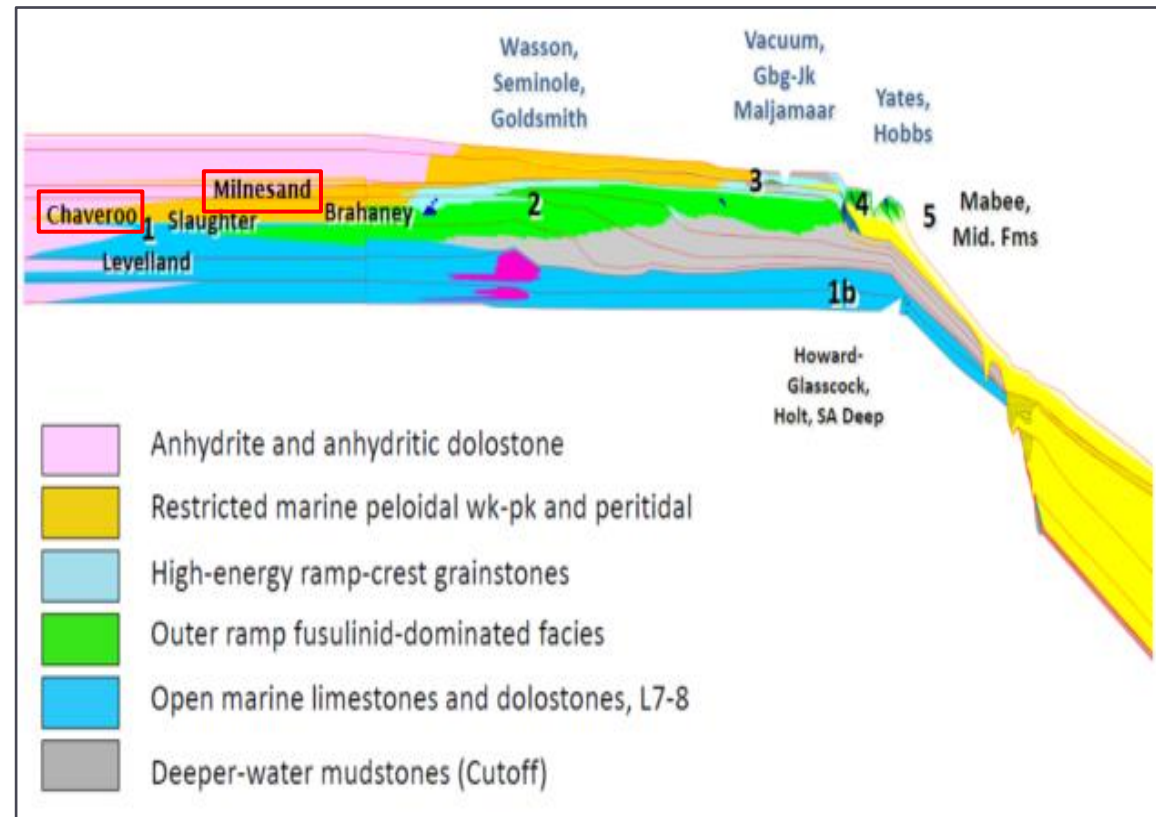 Wasson,
Seminole,
Goldsmith
Vacuum,
Gbg-Jk
Maljamaar
Yates,
Hobbs
Milnesand
Chaveroo
1
Slaughter
Brahaney
Levelland
2
3
4
5
Mabee,
Mid. Fms
1b
Howard-
Glasscock,
Holt, SA Deep
Anhydrite and anhydritic dolostone
Restricted marine peloidal wk-pk and peritidal
High-energy ramp-crest grainstones
Outer ramp fusulinid-dominated facies
Open marine limestones and dolostones, L7-8
Deeper-water mudstones (Cutoff)